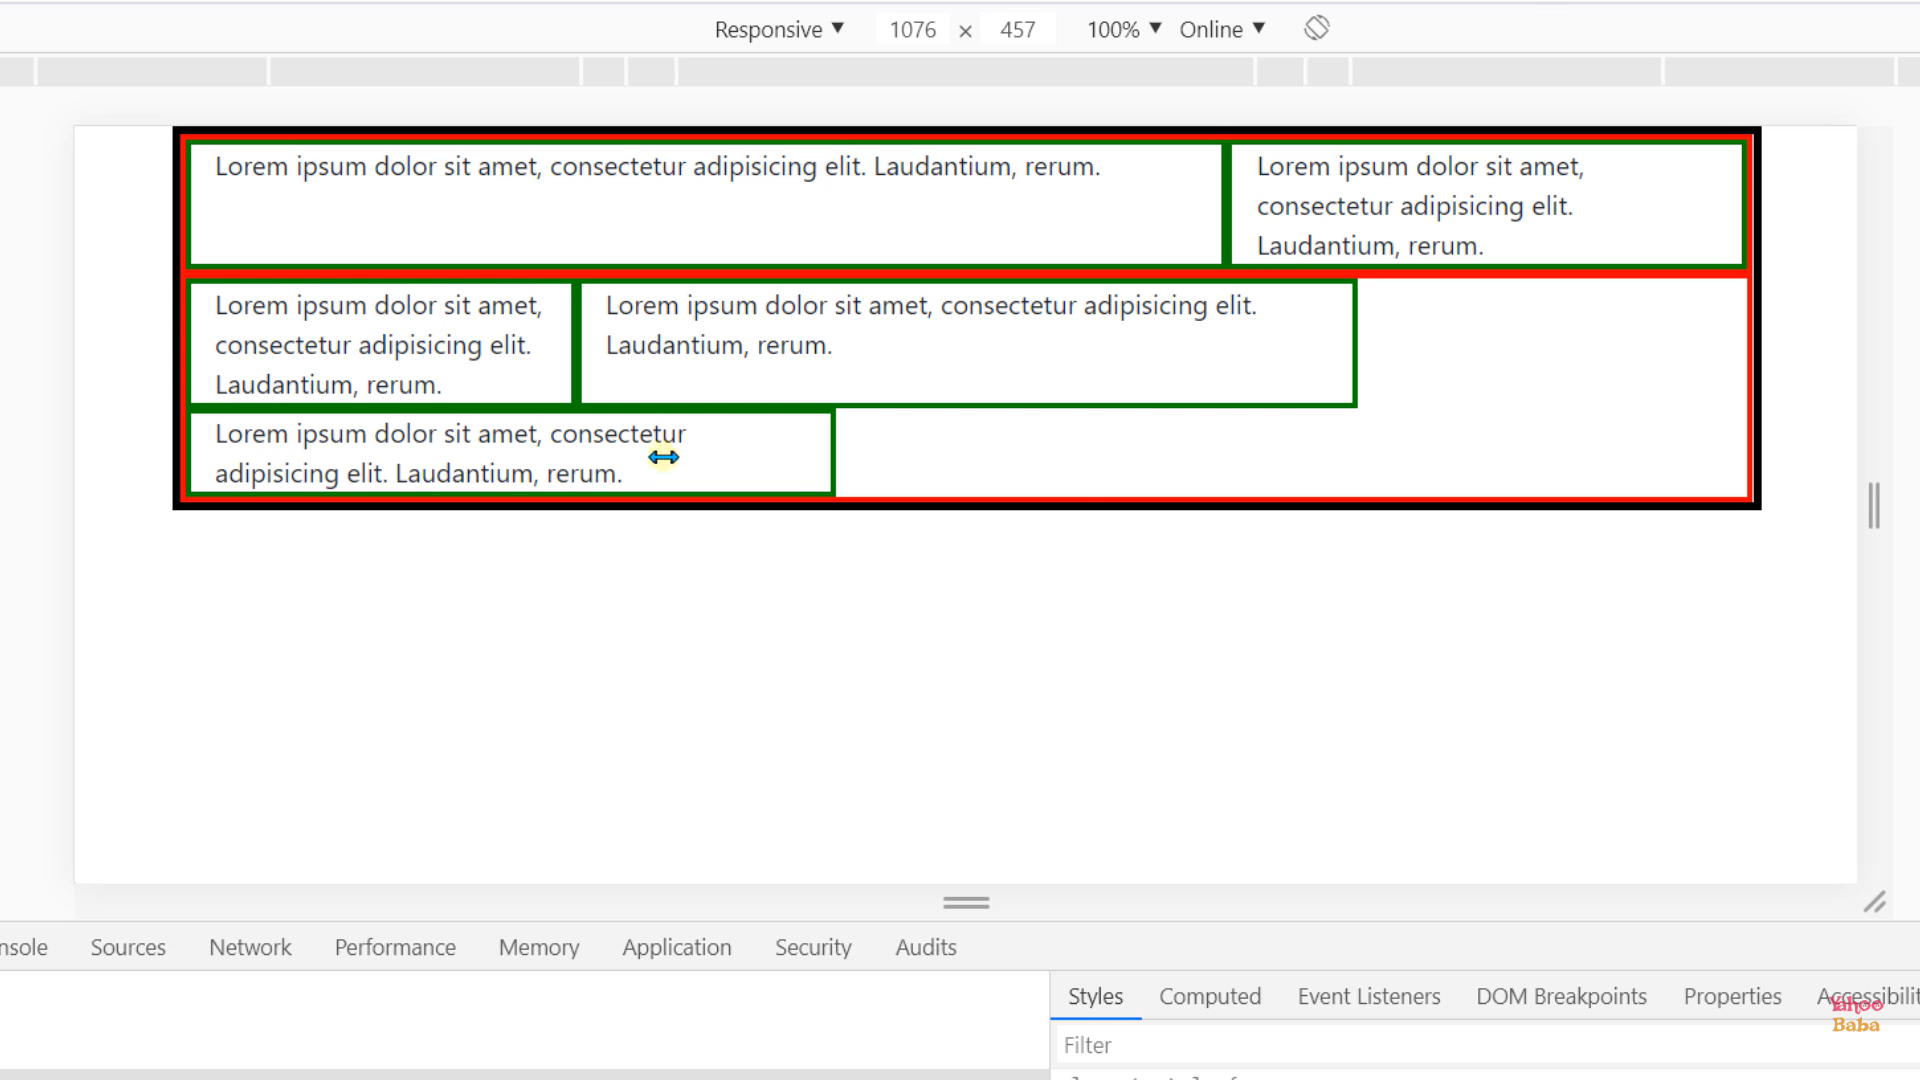 Responsive ▼ 1076 × 457 100% ▼ Online ▼
Lorem ipsum dolor sit amet, consectetur adipisicing elit. Laudantium, rerum.
Lorem ipsum dolor sit amet,
consectetur adipisicing elit.
Laudantium, rerum.
Lorem ipsum dolor sit amet,
consectetur adipisicing elit.
Laudantium, rerum.
Lorem ipsum dolor sit amet, consectetur adipisicing elit.
Laudantium, rerum.
Lorem ipsum dolor sit amet, consectetur
adipisicing elit. Laudantium, rerum.
nsole Sources Network Performance Memory Application Security Audits
Styles Computed Event Listeners DOM Breakpoints Properties Accessibilit
Yahoo
Baba
Filter